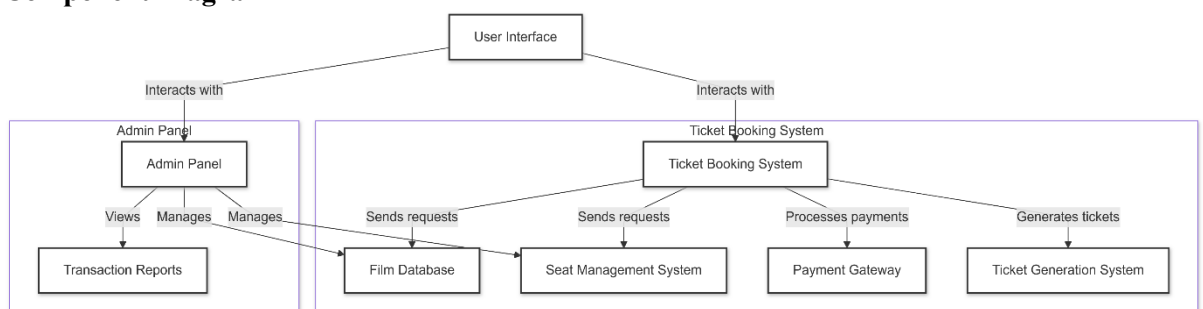 User Interface
Interacts with
Interacts with
Admin Panel
Ticket Booking System
Admin Panel
Ticket Booking System
Views
Manages
Manages
Sends requests
Sends requests
Processes payments
Generates tickets
Transaction Reports
Film Database
Seat Management System
Payment Gateway
Ticket Generation System